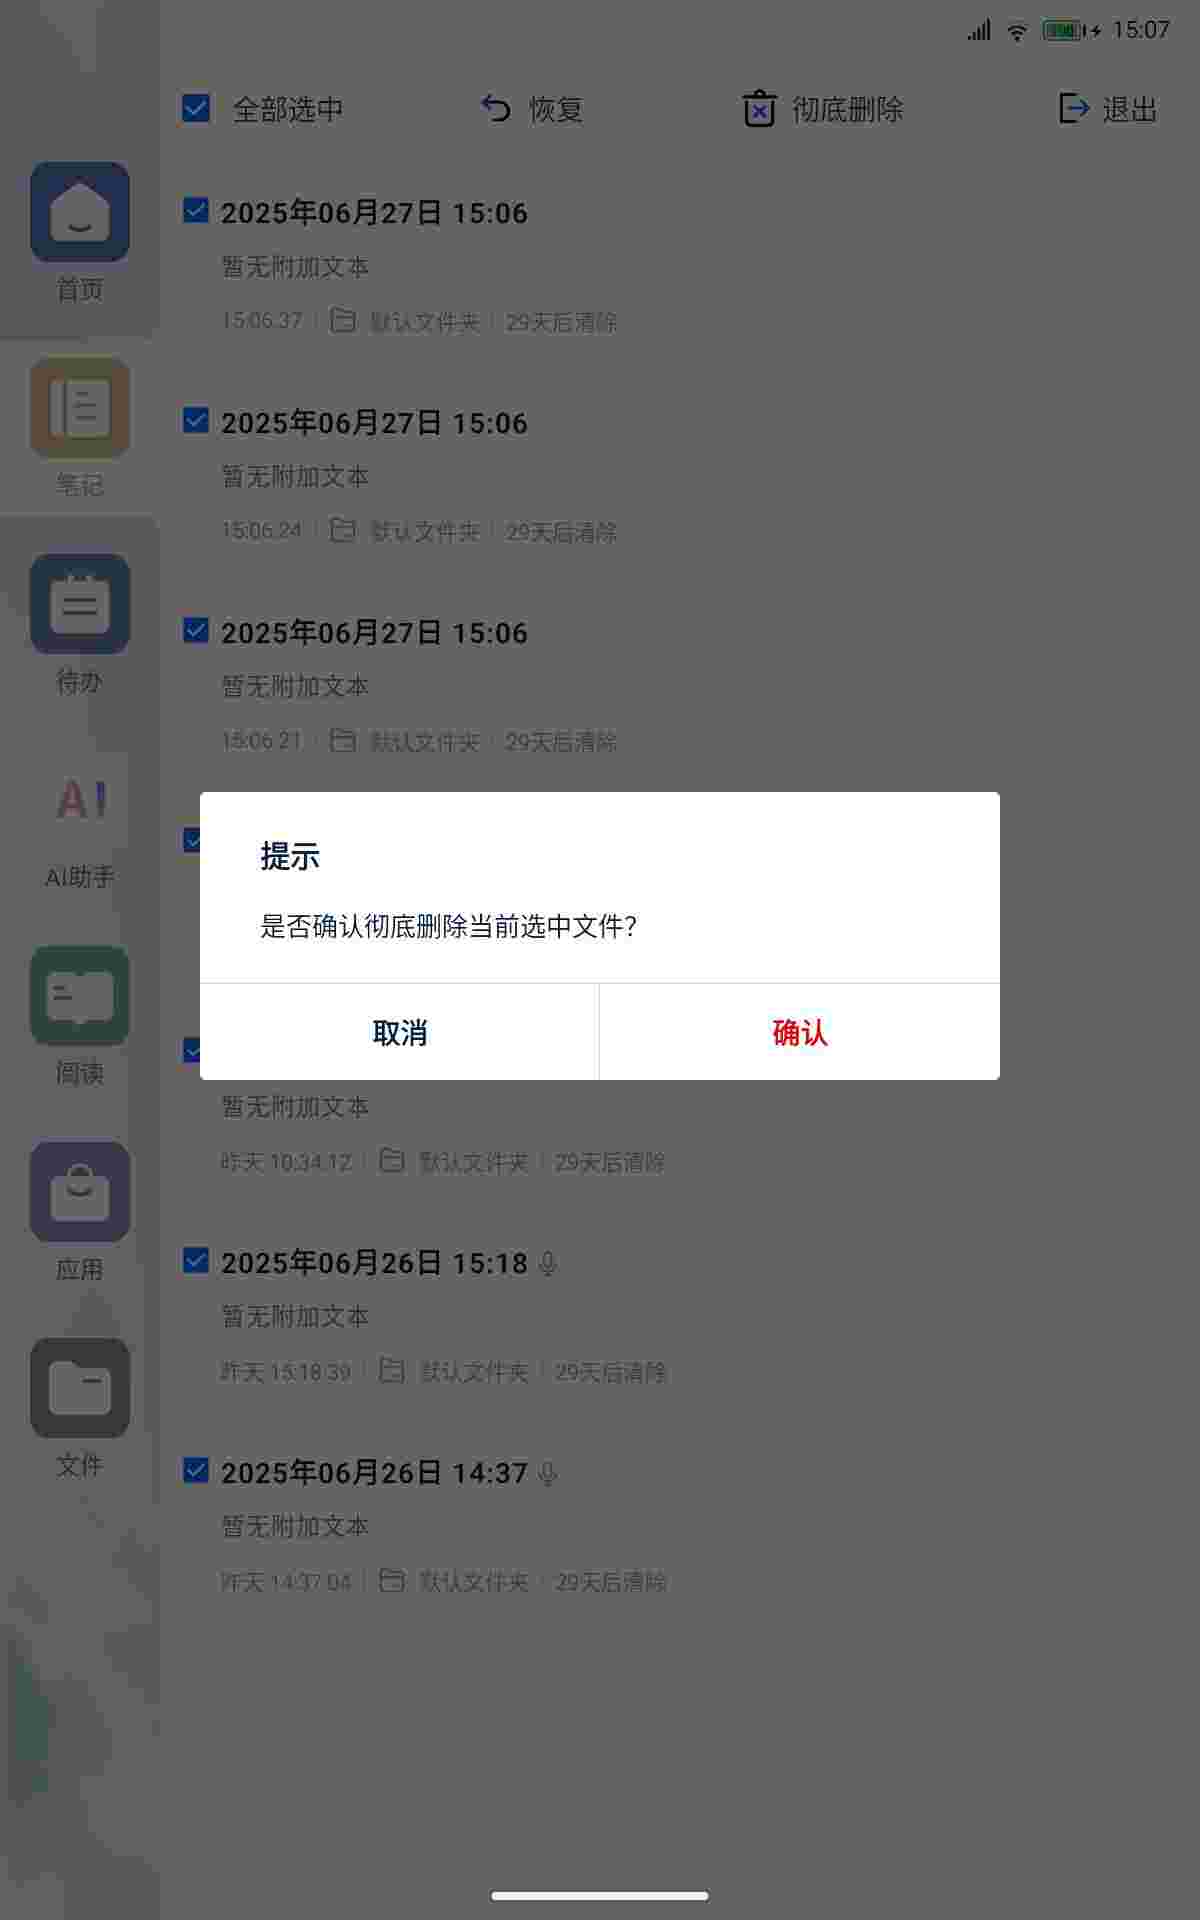 15:07
全部选中 恢复 彻底删除 退出
首页
笔记
待办
AI
AI助手
阅读
应用
文件
2025年06月27日 15:06
暂无附加文本
15:06:37 | 默认文件夹 | 29天后清除
2025年06月27日 15:06
暂无附加文本
15:06:24 | 默认文件夹 | 29天后清除
2025年06月27日 15:06
暂无附加文本
15:06:21 | 默认文件夹 | 29天后清除
提示
是否确认彻底删除当前选中文件?
取消 确认
暂无附加文本
昨天 10:34:12 | 默认文件夹 | 29天后清除
2025年06月26日 15:18
暂无附加文本
昨天 15:18:39 | 默认文件夹 | 29天后清除
2025年06月26日 14:37
暂无附加文本
昨天 14:37:04 | 默认文件夹 | 29天后清除